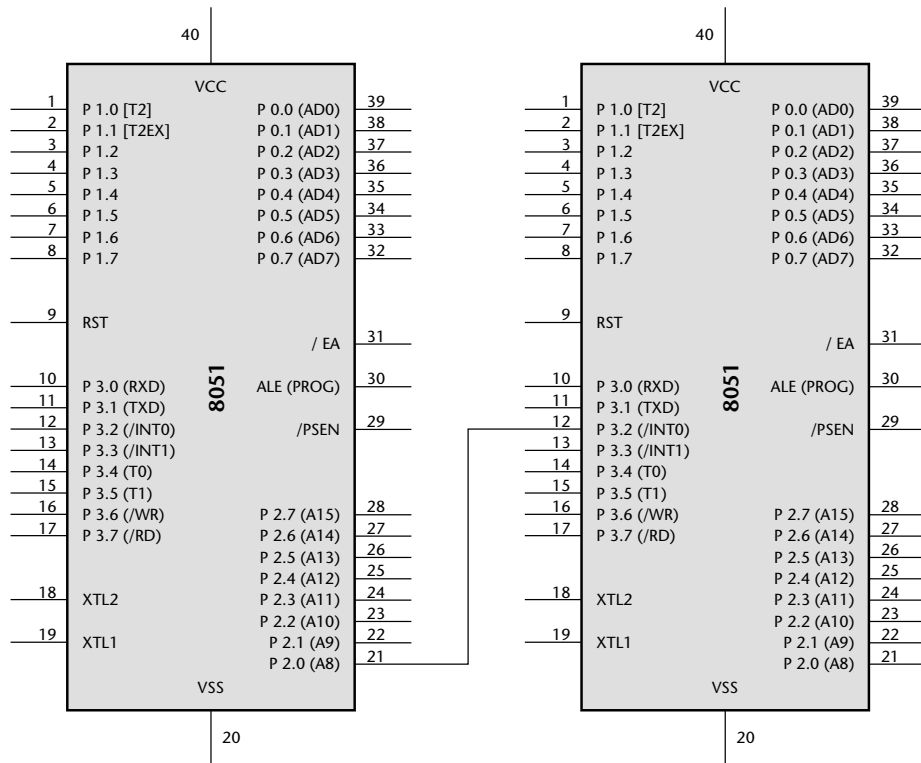 40
VCC
1 P 1.0 [T2] P 0.0 (AD0) 39
2 P 1.1 [T2EX] P 0.1 (AD1) 38
3 P 1.2 P 0.2 (AD2) 37
4 P 1.3 P 0.3 (AD3) 36
5 P 1.4 P 0.4 (AD4) 35
6 P 1.5 P 0.5 (AD5) 34
7 P 1.6 P 0.6 (AD6) 33
8 P 1.7 P 0.7 (AD7) 32
9 RST
/ EA 31
8051
10 P 3.0 (RXD) ALE (PROG) 30
11 P 3.1 (TXD)
12 P 3.2 (/INT0) /PSEN 29
13 P 3.3 (/INT1)
14 P 3.4 (T0)
15 P 3.5 (T1)
16 P 3.6 (/WR) P 2.7 (A15) 28
17 P 3.7 (/RD) P 2.6 (A14) 27
P 2.5 (A13) 26
P 2.4 (A12) 25
18 XTL2 P 2.3 (A11) 24
P 2.2 (A10) 23
19 XTL1 P 2.1 (A9) 22
P 2.0 (A8) 21
VSS
20
40
VCC
1 P 1.0 [T2] P 0.0 (AD0) 39
2 P 1.1 [T2EX] P 0.1 (AD1) 38
3 P 1.2 P 0.2 (AD2) 37
4 P 1.3 P 0.3 (AD3) 36
5 P 1.4 P 0.4 (AD4) 35
6 P 1.5 P 0.5 (AD5) 34
7 P 1.6 P 0.6 (AD6) 33
8 P 1.7 P 0.7 (AD7) 32
9 RST
/ EA 31
8051
10 P 3.0 (RXD) ALE (PROG) 30
11 P 3.1 (TXD)
12 P 3.2 (/INT0) /PSEN 29
13 P 3.3 (/INT1)
14 P 3.4 (T0)
15 P 3.5 (T1)
16 P 3.6 (/WR) P 2.7 (A15) 28
17 P 3.7 (/RD) P 2.6 (A14) 27
P 2.5 (A13) 26
P 2.4 (A12) 25
18 XTL2 P 2.3 (A11) 24
P 2.2 (A10) 23
19 XTL1 P 2.1 (A9) 22
P 2.0 (A8) 21
VSS
20